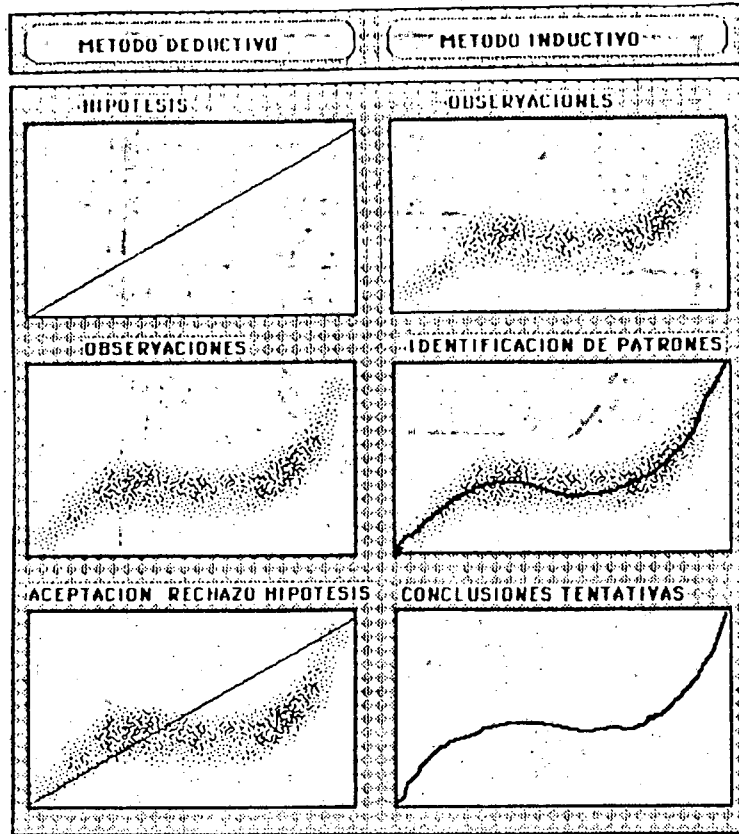 METODO DEDUCTIVO
METODO INDUCTIVO
HIPOTESIS
OBSERVACIONES
OBSERVACIONES
IDENTIFICACION DE PATRONES
ACEPTACION RECHAZO HIPOTESIS
CONCLUSIONES TENTATIVAS